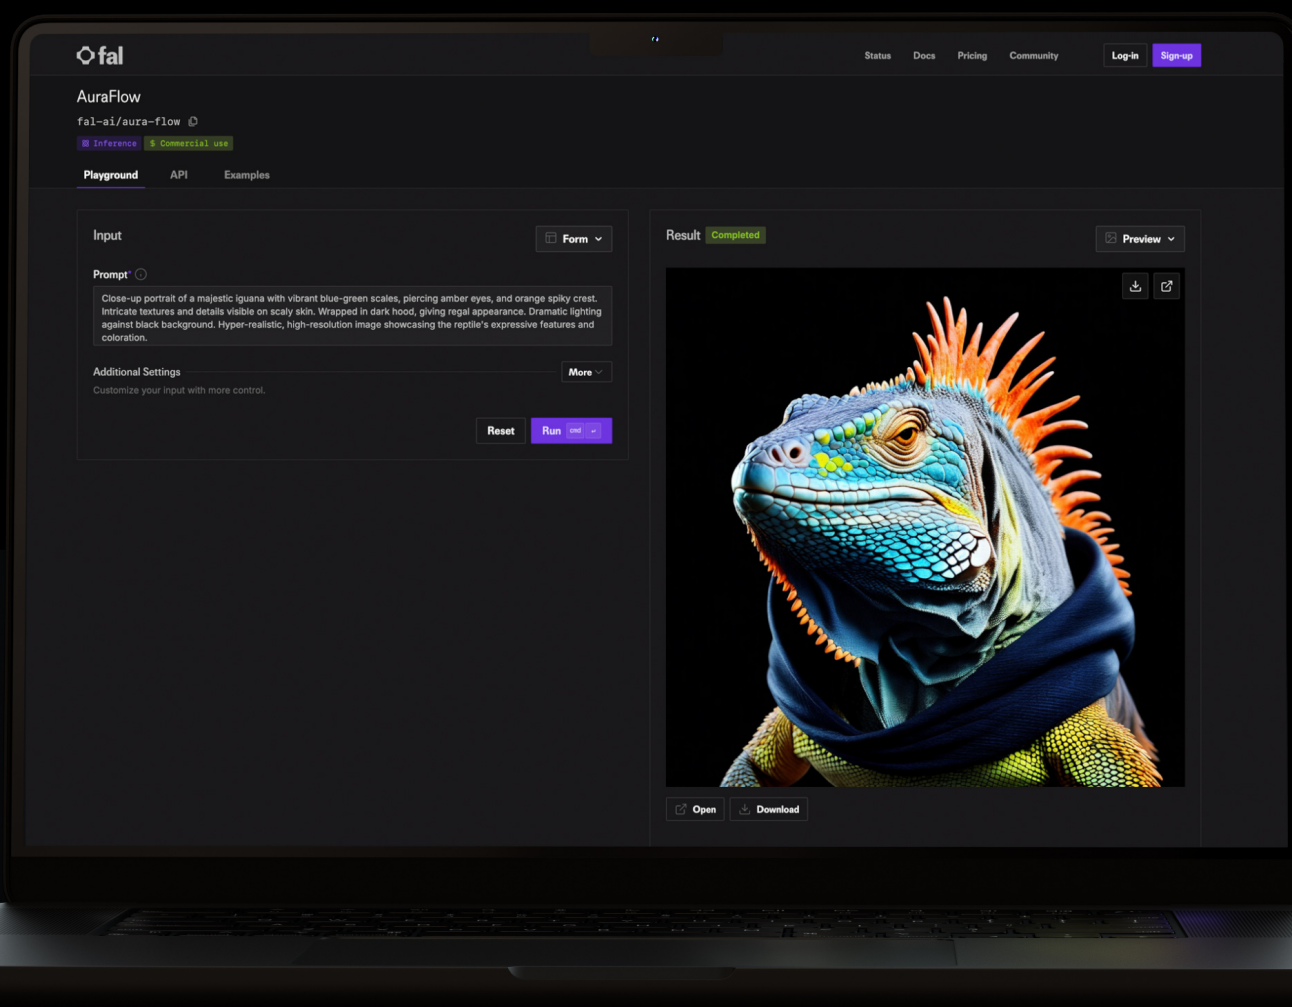 fal
Status Docs Pricing Community Log-in Sign-up
AuraFlow
fal-ai/aura-flow
Inference $ Commercial use
Playground API Examples
Input Form
Prompt*
Close-up portrait of a majestic iguana with vibrant blue-green scales, piercing amber eyes, and orange spiky crest.
Intricate textures and details visible on scaly skin. Wrapped in dark hood, giving regal appearance. Dramatic lighting
against black background. Hyper-realistic, high-resolution image showcasing the reptile's expressive features and
coloration.
Additional Settings More
Customize your input with more control.
Reset Run cmd ↵
Result Completed Preview
Open Download